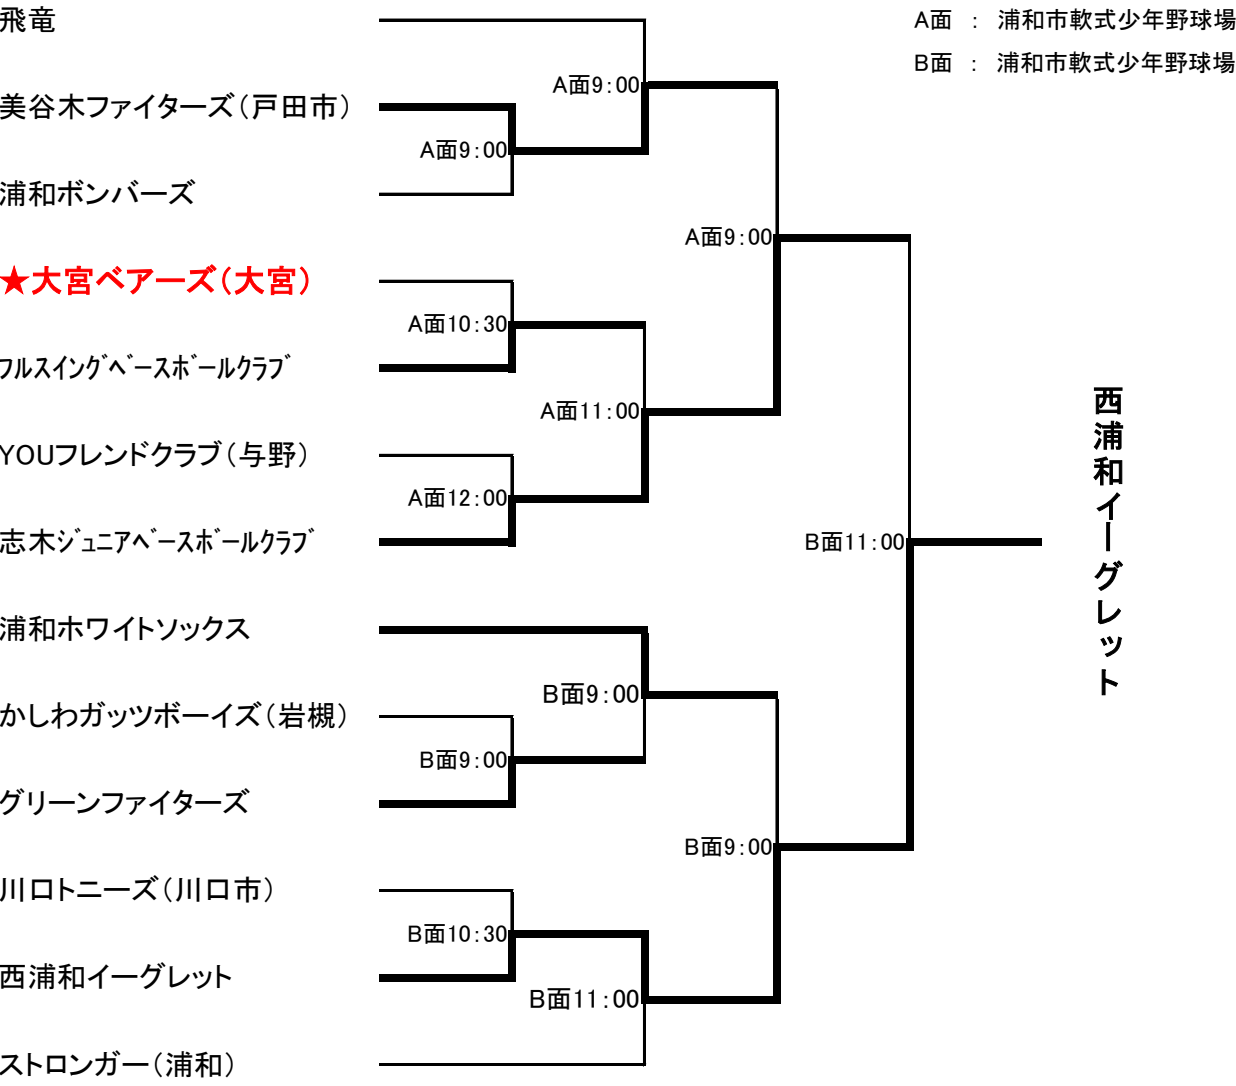 飛竜
A面 : 浦和市軟式少年野球場
B面 : 浦和市軟式少年野球場
A面9:00
美谷木ファイターズ(戸田市)
A面9:00
浦和ボンバーズ
A面9:00
★大宮ベアーズ(大宮)
A面10:30
フルスイングベースボールクラブ
A面11:00
YOUフレンドクラブ(与野)
A面12:00
志木ジュニアベースボールクラブ
B面11:00
西浦和イーグレット
浦和ホワイトソックス
B面9:00
かしわガッツボーイズ(岩槻)
B面9:00
グリーンファイターズ
B面9:00
川口トニーズ(川口市)
B面10:30
西浦和イーグレット
B面11:00
ストロンガー(浦和)